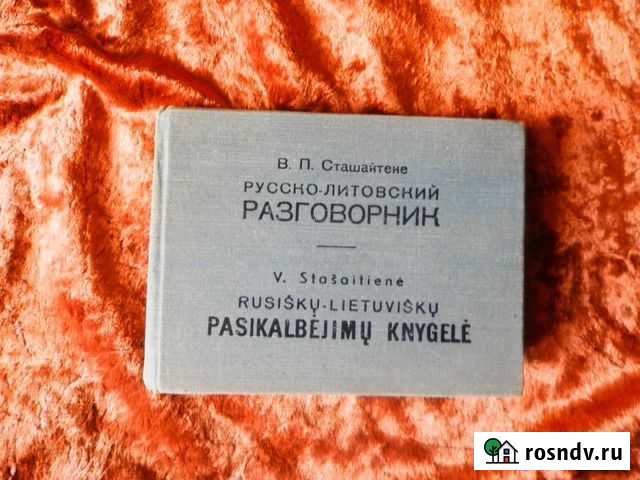 В. П. Сташайтене
РУССКО-ЛИТОВСКИЙ
РАЗГОВОРНИК
V. Stašaitienė
RUSIŠKŲ-LIETUVIŠKŲ
PASIKALBĖJIMŲ KNYGELĖ
rosndv.ru